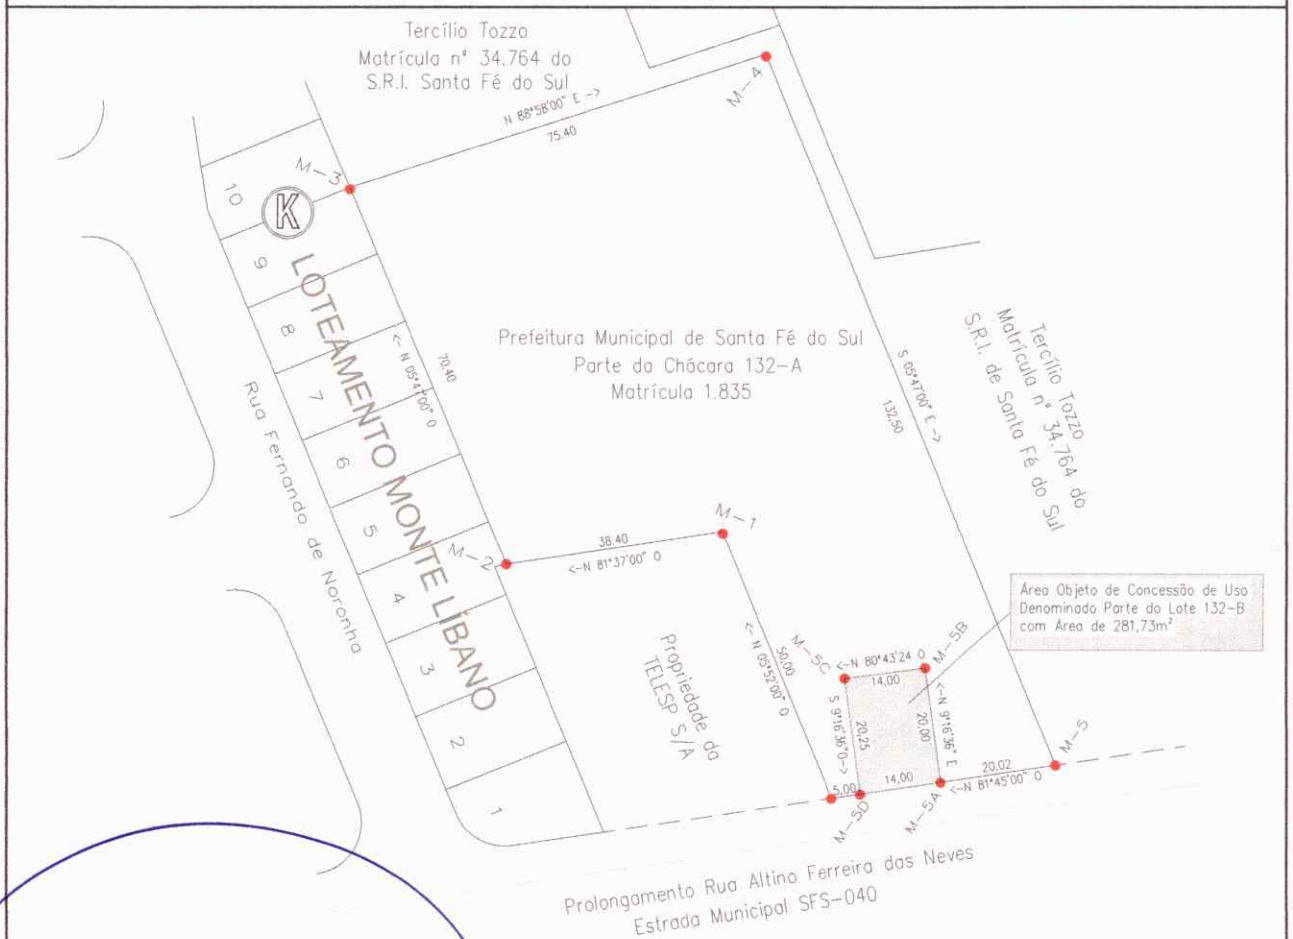 Tercílio Tozzo
Matrícula n° 34.764 do
S.R.I. Santa Fé do Sul
N 88°58'00" E ->
75.40
M-4
M-3
10
K
9
8
7
6
5
4
3
2
1
LOTEAMENTO MONTE LÍBANO
Rua Fernando de Noronha
<- N 05°47'00" O
70.40
Prefeitura Municipal de Santa Fé do Sul
Parte da Chácara 132-A
Matrícula 1.835
S 05°47'00" E ->
132,50
Tercílio Tozzo
Matrícula n° 34.764 do
S.R.I. de Santa Fé do Sul
M-2
38.40
<-N 81°37'00" O
M-1
Propriedade da
TELESP S/A
50,00
<- N 05°52'00" O
Área Objeto de Concessão de Uso
Denominado Parte do Lote 132-B
com Área de 281,73m²
M-5C
<-N 80°43'24 O
14,00
M-5B
S 9°16'36"O->
20,25
20,00
<-N 9°16'36" E
M-5
20,02
<-N 81°45'00" O
5,00
14,00
M-5D
M-5A
Prolongamento Rua Altino Ferreira das Neves
Estrada Municipal SFS-040